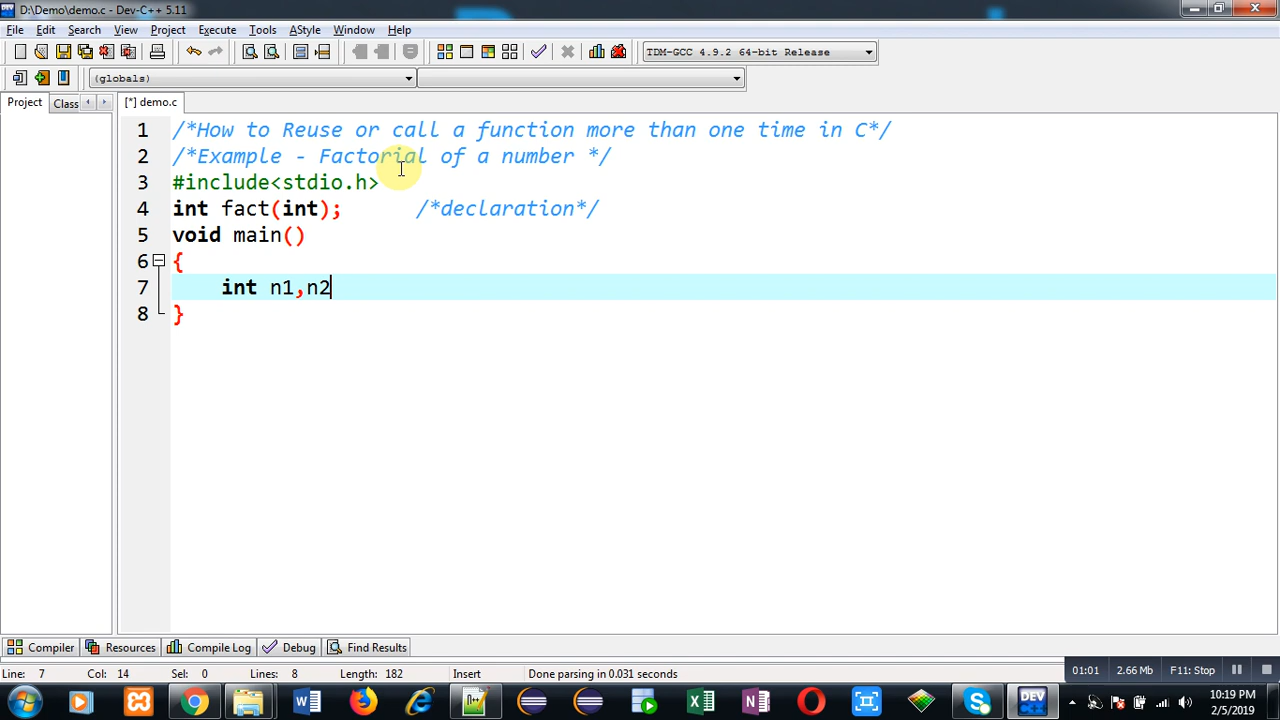 D:\Demo\demo.c - Dev-C++ 5.11
File Edit Search View Project Execute Tools AStyle Window Help
TDM-GCC 4.9.2 64-bit Release
(globals)
Project Class [*] demo.c
1 /*How to Reuse or call a function more than one time in C*/
2 /*Example - Factorial of a number */
3 #include<stdio.h>
4 int fact(int); /*declaration*/
5 void main()
6 {
7 int n1,n2
8 }
Compiler Resources Compile Log Debug Find Results
Line: 7 Col: 14 Sel: 0 Lines: 8 Length: 182 Insert Done parsing in 0.031 seconds
01:01 2.66 Mb F11: Stop
DEV
10:19 PM
2/5/2019